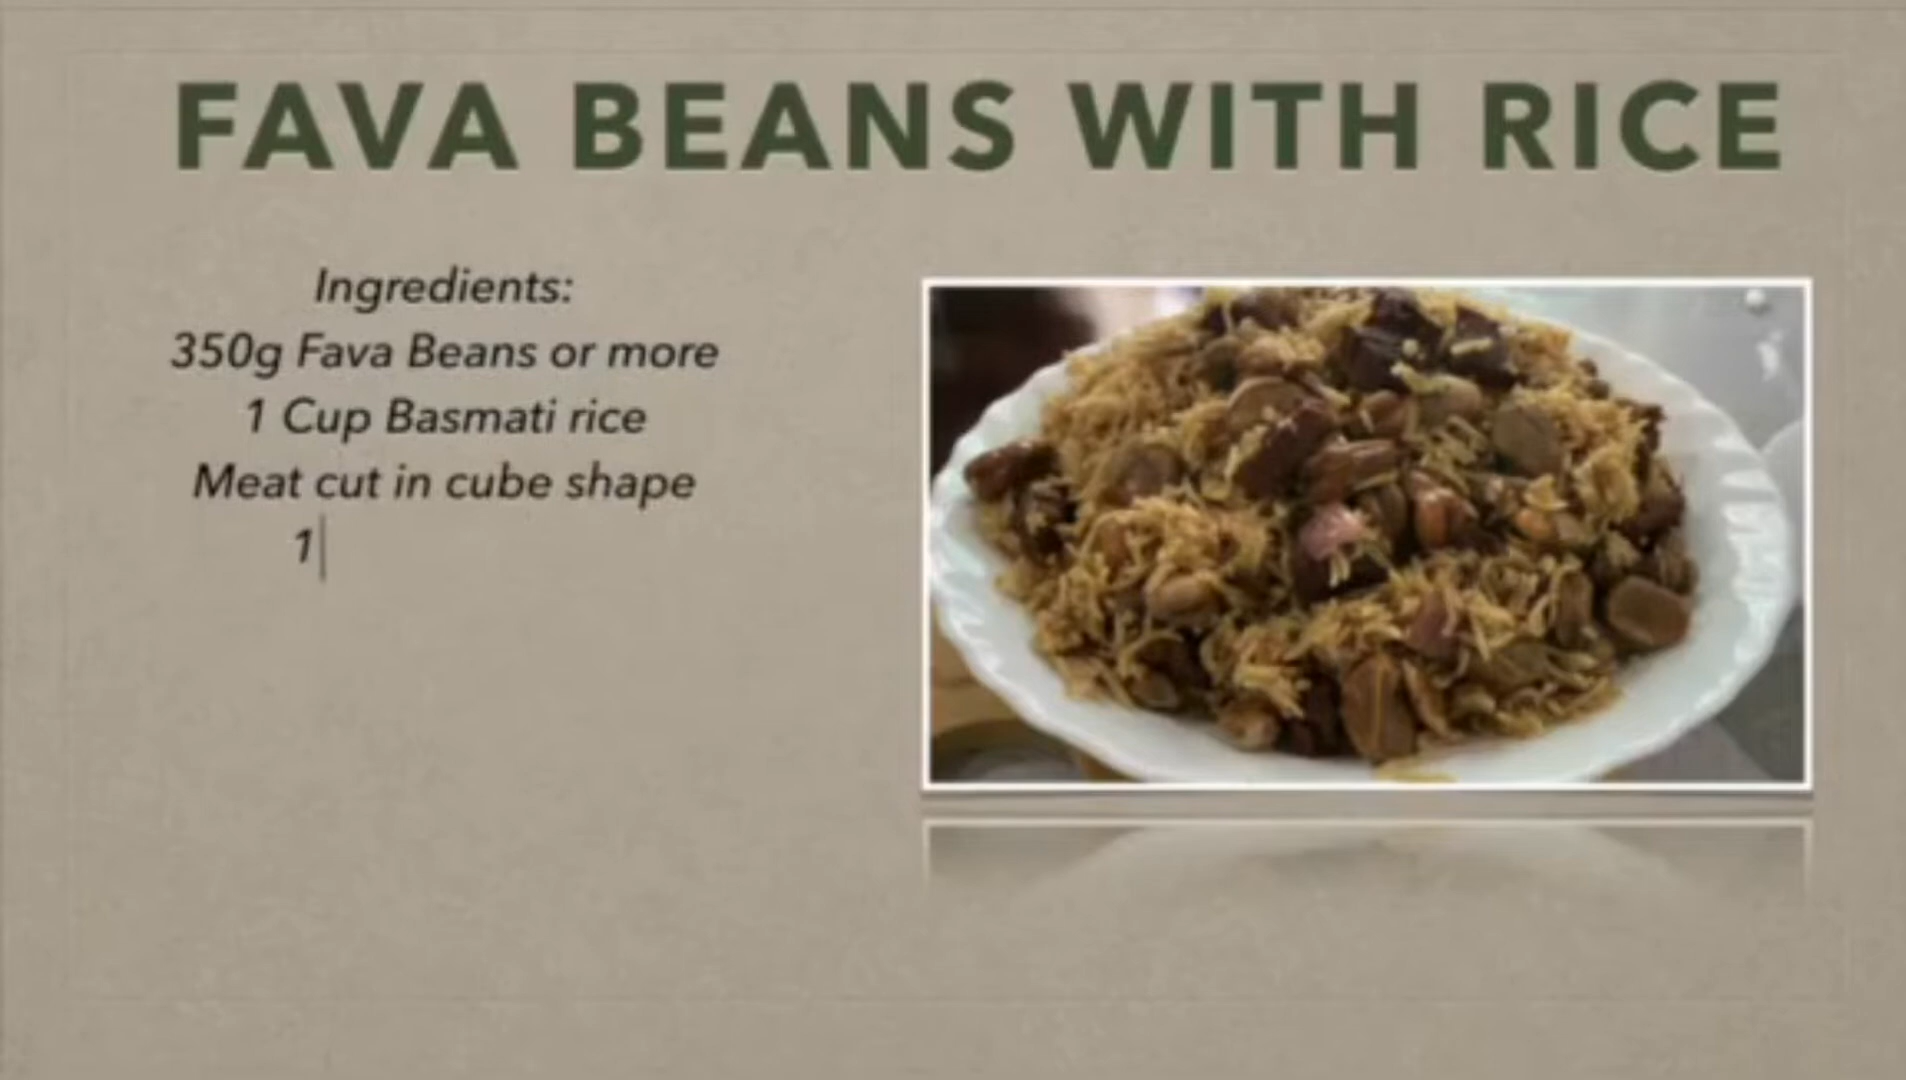 FAVA BEANS WITH RICE
Ingredients:
350g Fava Beans or more
1 Cup Basmati rice
Meat cut in cube shape
1